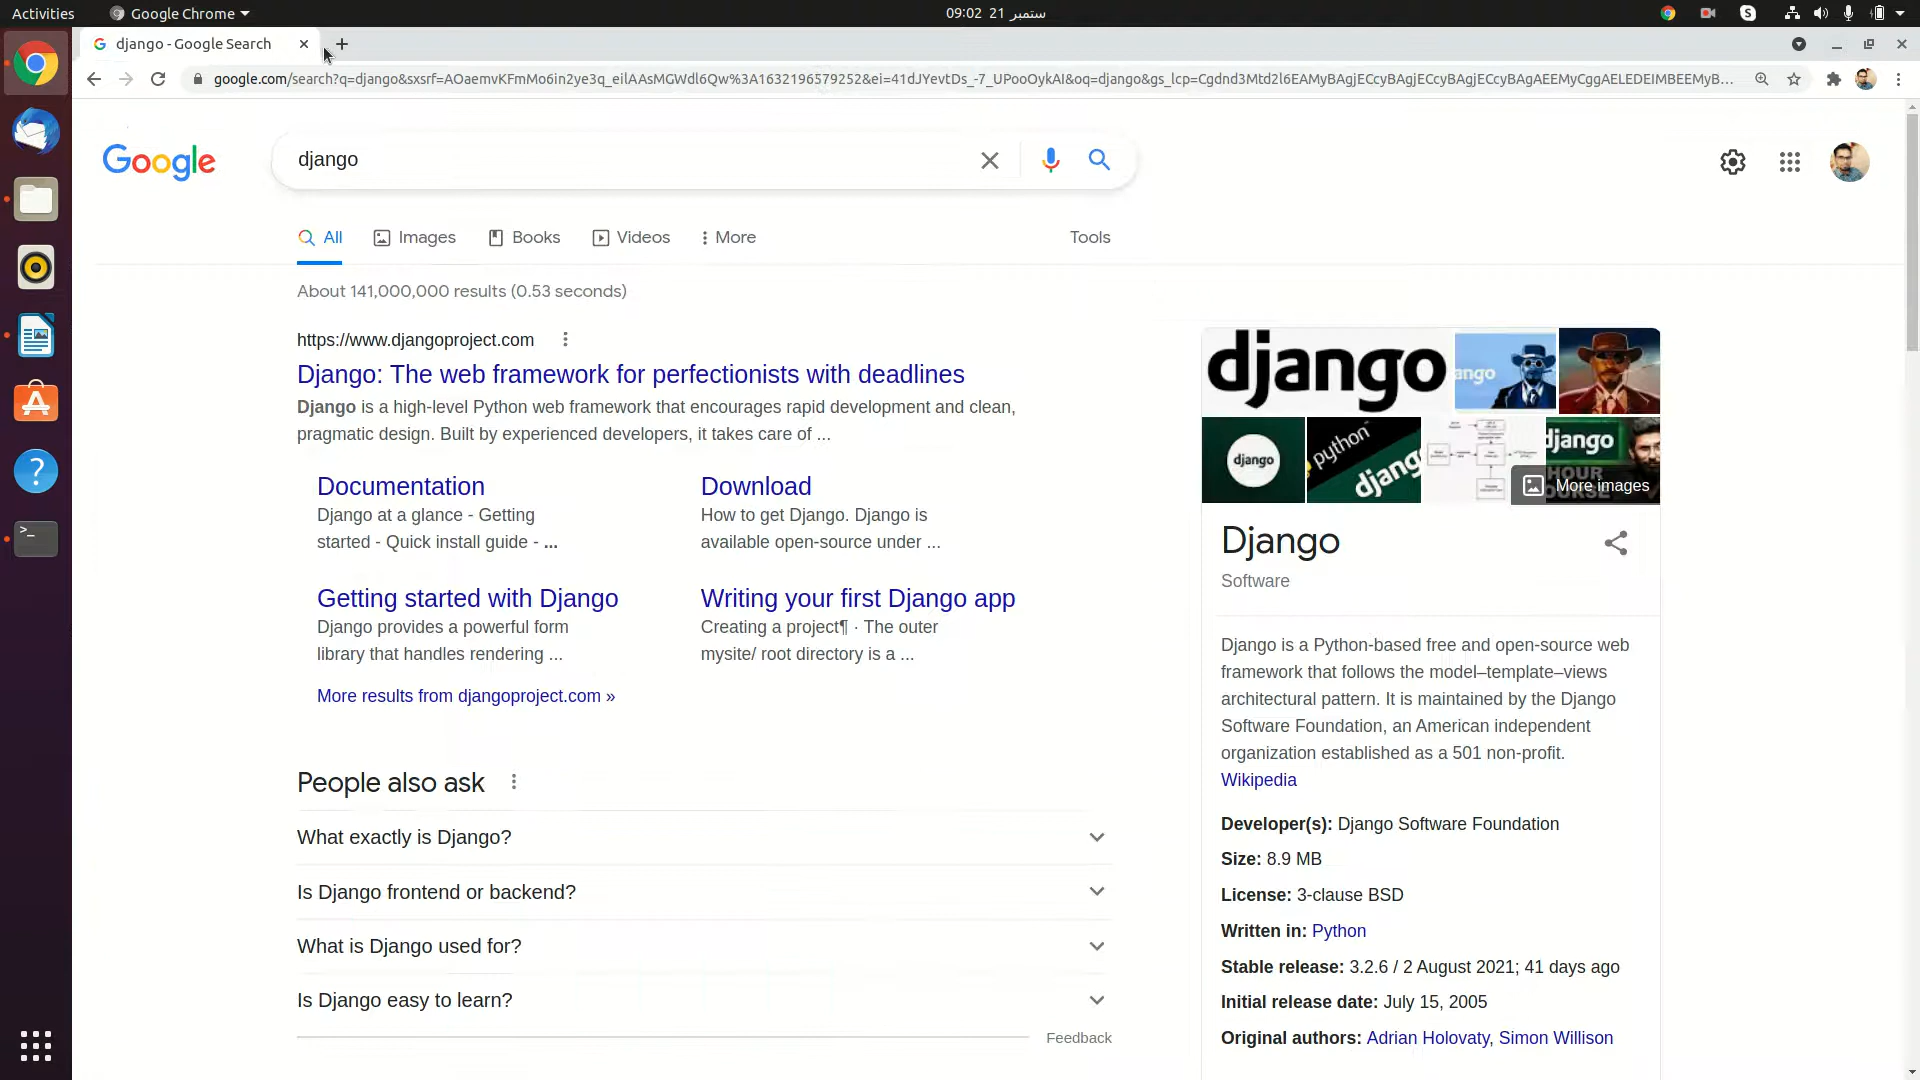 Activities
Google Chrome
09:02 21 ستمبر
django - Google Search
google.com/search?q=django&sxsrf=AOaemvKFmMo6in2ye3q_eilAAsMGWdl6Qw%3A1632196579252&ei=41dJYevtDs_-7_UPooOykAI&oq=django&gs_lcp=Cgdnd3Mtd2l6EAMyBAgjECcyBAgjECcyBAgjECcyBAgAEEMyCggAELEDEIMBEEMyB...
Google
django
All
Images
Books
Videos
More
Tools
About 141,000,000 results (0.53 seconds)
https://www.djangoproject.com
Django: The web framework for perfectionists with deadlines
Django is a high-level Python web framework that encourages rapid development and clean,
pragmatic design. Built by experienced developers, it takes care of ...
Documentation
Django at a glance - Getting
started - Quick install guide - ...
Download
How to get Django. Django is
available open-source under ...
Getting started with Django
Django provides a powerful form
library that handles rendering ...
Writing your first Django app
Creating a project¶ · The outer
mysite/ root directory is a ...
More results from djangoproject.com »
People also ask
What exactly is Django?
Is Django frontend or backend?
What is Django used for?
Is Django easy to learn?
Feedback
django
ango
django
python
django
django
HOUR
More images
Django
Software
Django is a Python-based free and open-source web
framework that follows the model–template–views
architectural pattern. It is maintained by the Django
Software Foundation, an American independent
organization established as a 501 non-profit.
Wikipedia
Developer(s): Django Software Foundation
Size: 8.9 MB
License: 3-clause BSD
Written in: Python
Stable release: 3.2.6 / 2 August 2021; 41 days ago
Initial release date: July 15, 2005
Original authors: Adrian Holovaty, Simon Willison